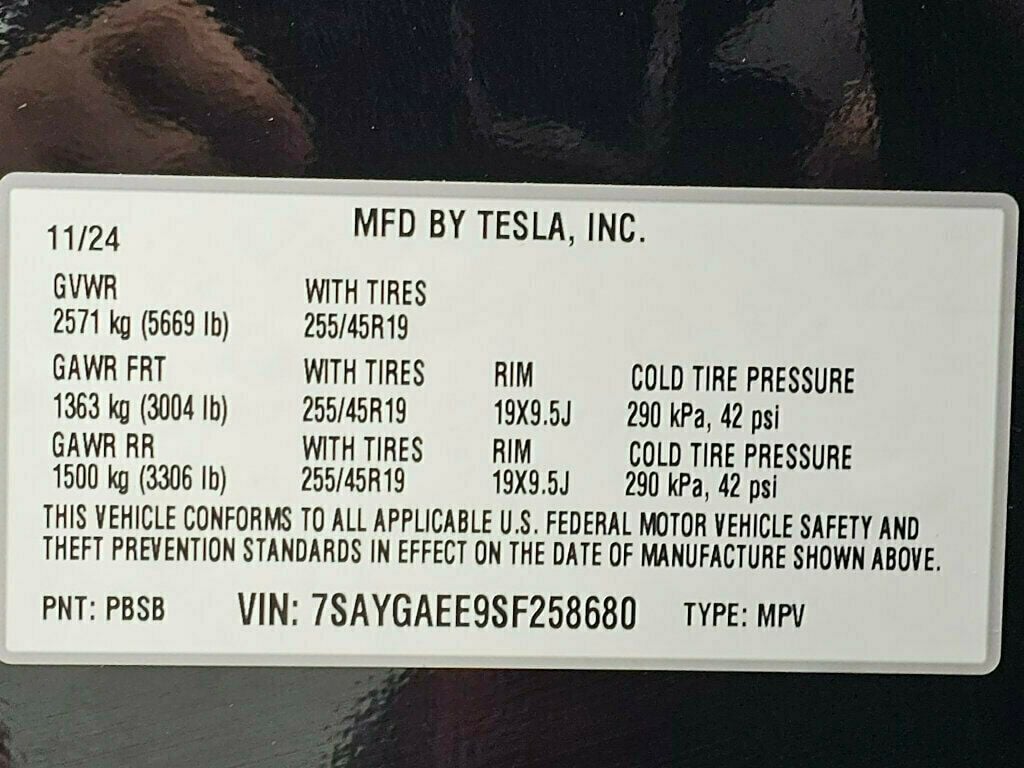 MFD BY TESLA, INC.
11/24
GVWR WITH TIRES
2571 kg (5669 lb) 255/45R19
GAWR FRT WITH TIRES RIM COLD TIRE PRESSURE
1363 kg (3004 lb) 255/45R19 19X9.5J 290 kPa, 42 psi
GAWR RR WITH TIRES RIM COLD TIRE PRESSURE
1500 kg (3306 lb) 255/45R19 19X9.5J 290 kPa, 42 psi
THIS VEHICLE CONFORMS TO ALL APPLICABLE U.S. FEDERAL MOTOR VEHICLE SAFETY AND
THEFT PREVENTION STANDARDS IN EFFECT ON THE DATE OF MANUFACTURE SHOWN ABOVE.
PNT: PBSB VIN: 7SAYGAEE9SF258680 TYPE: MPV